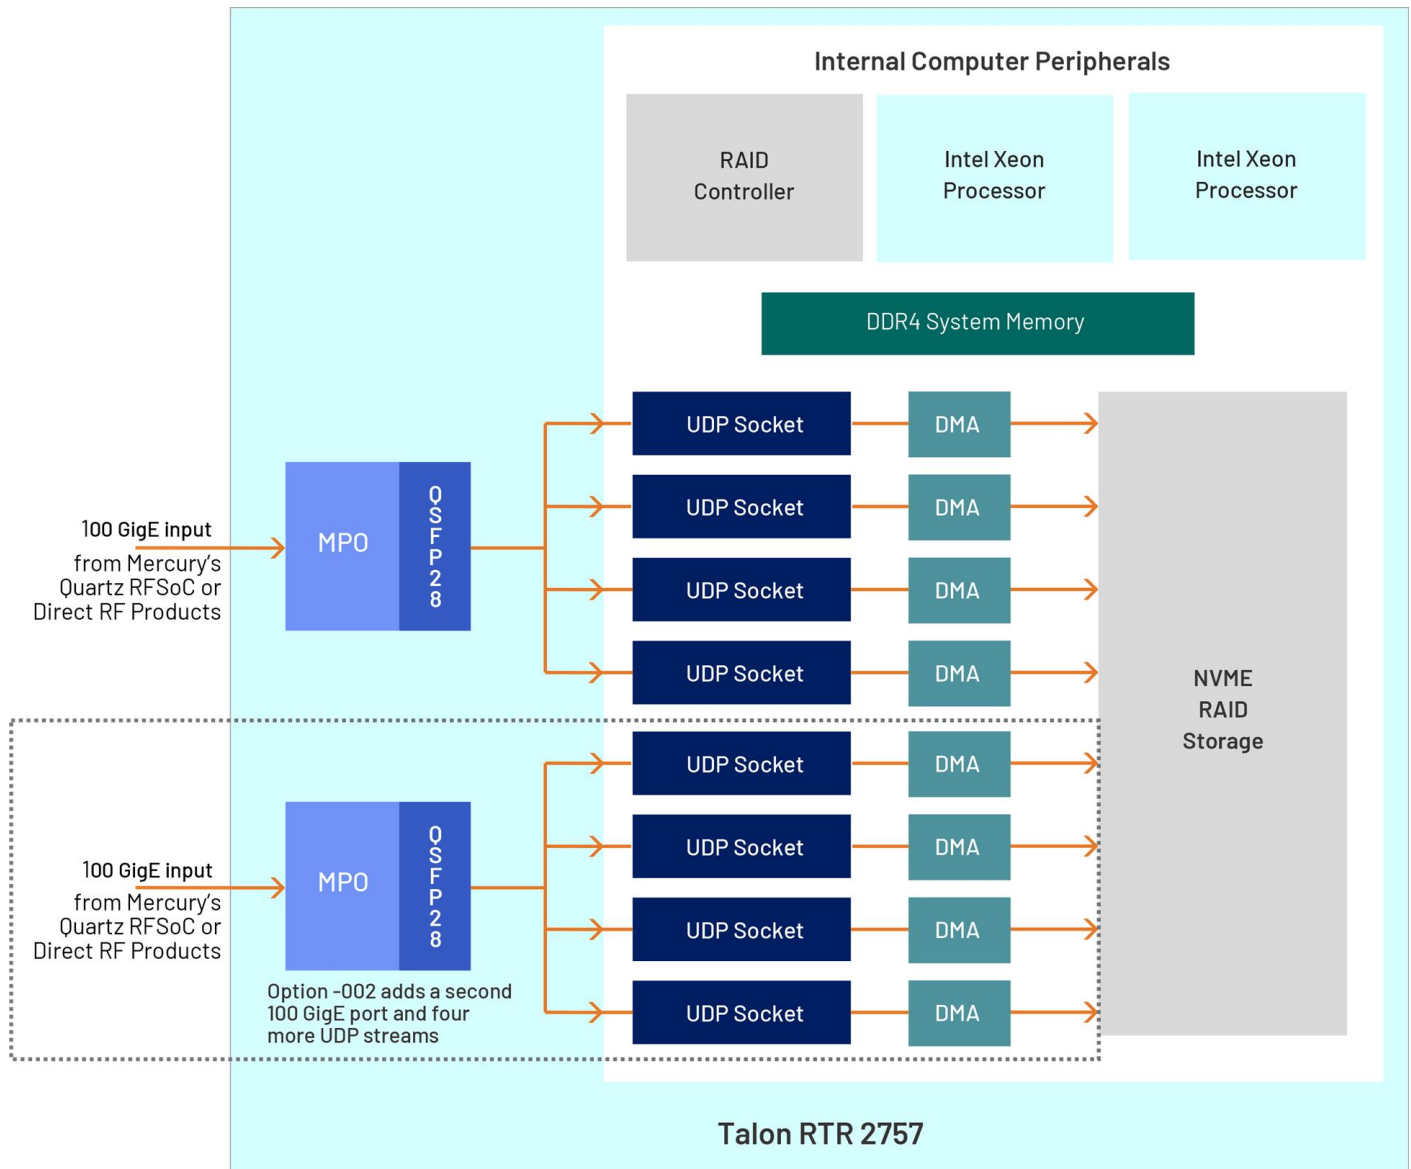 Internal Computer Peripherals
RAID
Controller
Intel Xeon
Processor
Intel Xeon
Processor
DDR4 System Memory
100 GigE input
from Mercury's
Quartz RFSoC or
Direct RF Products
MPO
QSFP28
UDP Socket
DMA
UDP Socket
DMA
UDP Socket
DMA
UDP Socket
DMA
NVME
RAID
Storage
100 GigE input
from Mercury's
Quartz RFSoC or
Direct RF Products
MPO
QSFP28
Option -002 adds a second
100 GigE port and four
more UDP streams
UDP Socket
DMA
UDP Socket
DMA
UDP Socket
DMA
UDP Socket
DMA
Talon RTR 2757